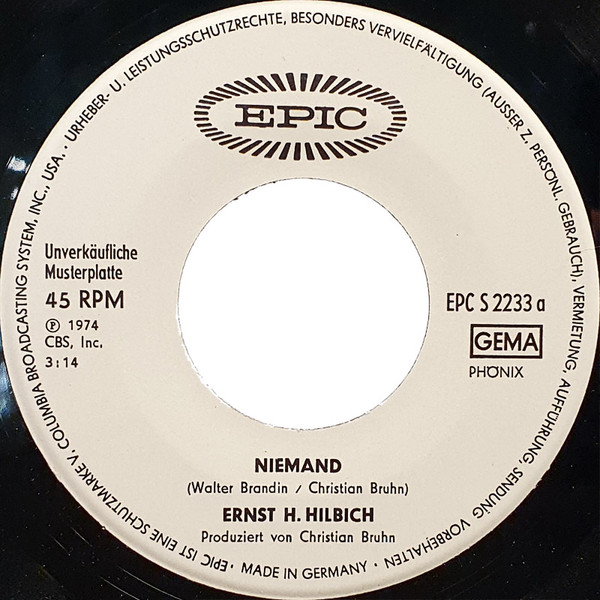 URHEBER- U. LEISTUNGSSCHUTZRECHTE, BESONDERS VERVIELFÄLTIGUNG (AUSSER Z. PERSÖNL. GEBRAUCH), VERMIETUNG, AUFFÜHRUNG, SENDUNG VORBEHALTEN
EPIC
Unverkäufliche
Musterplatte
45 RPM
Ⓟ 1974
CBS, Inc.
3:14
EPC S 2233 a
GEMA
PHÖNIX
NIEMAND
(Walter Brandin / Christian Bruhn)
ERNST H. HILBICH
Produziert von Christian Bruhn
· EPIC IST EINE SCHUTZMARKE V. COLUMBIA BROADCASTING SYSTEM, INC., USA. ·
· MADE IN GERMANY ·